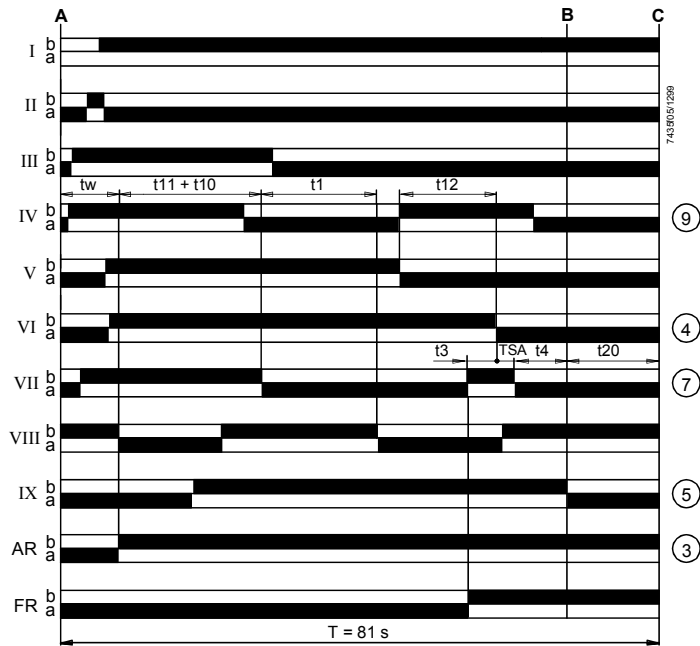 A B C
I b
a
II b
a
7435f05/1299
III b
a
tw t11 + t10 t1 t12
IV b
a
9
V b
a
VI b
a
4
t3 TSA t4 t20
VII b
a
7
VIII b
a
IX b
a
5
AR b
a
3
FR b
a
T = 81 s